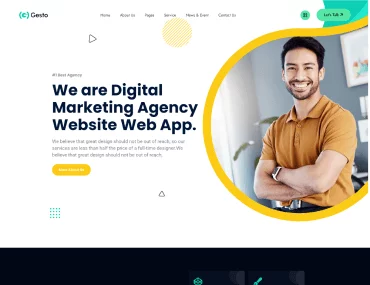 Gesto
Home About Us Pages Service News & Event Contact Us
Let's Talk
#1 Best Agency
We are Digital
Marketing Agency
Website Web App.
We believe that great design should not be out of reach, so our
services are less than half the price of a full-time designer. We
believe that great design should not be out of reach.